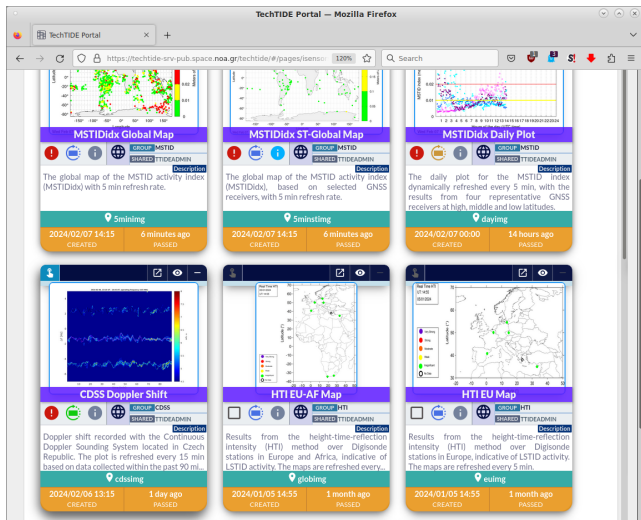 TechTIDE Portal — Mozilla Firefox
TechTIDE Portal
https://techtide-srv-pub.space.noa.gr/techtide/#/pages/isensor
120%
Search
MSTIDidx Global Map
GROUP MSTID
SHARED TTIDEADMIN
Description
The global map of the MSTID activity index
(MSTIDidx) with 5 min refresh rate.
5minimg
2024/02/07 14:15
CREATED
6 minutes ago
PASSED
MSTIDidx ST-Global Map
GROUP MSTID
SHARED TTIDEADMIN
Description
The global map of the MSTID activity index
(MSTIDidx), based on selected GNSS
receivers, with 5 min refresh rate.
5minstimg
2024/02/07 14:15
CREATED
6 minutes ago
PASSED
MSTIDidx Daily Plot
GROUP MSTID
SHARED TTIDEADMIN
Description
The daily plot for the MSTID index
dynamically refreshed every 5 min, with the
results from four representative GNSS
receivers at high, middle and low latitudes.
dayimg
2024/02/07 00:00
CREATED
14 hours ago
PASSED
CDSS Doppler Shift
GROUP CDSS
SHARED TTIDEADMIN
Description
Doppler shift recorded with the Continuous
Doppler Sounding System located in Czech
Republic. The plot is refreshed every 15 min
based on data collected within the past 90 mi...
cdssimg
2024/02/06 13:15
CREATED
1 day ago
PASSED
HTI EU-AF Map
GROUP HTI
SHARED TTIDEADMIN
Description
Results from the height-time-reflection
intensity (HTI) method over Digisonde
stations in Europe and Africa, indicative of
LSTID activity. The maps are refreshed every...
globimg
2024/01/05 14:55
CREATED
1 month ago
PASSED
HTI EU Map
GROUP HTI
SHARED TTIDEADMIN
Description
Results from the height-time-reflection
intensity (HTI) method over Digisonde
stations in Europe, indicative of LSTID activity.
The maps are refreshed every 5 min.
euimg
2024/01/05 14:55
CREATED
1 month ago
PASSED